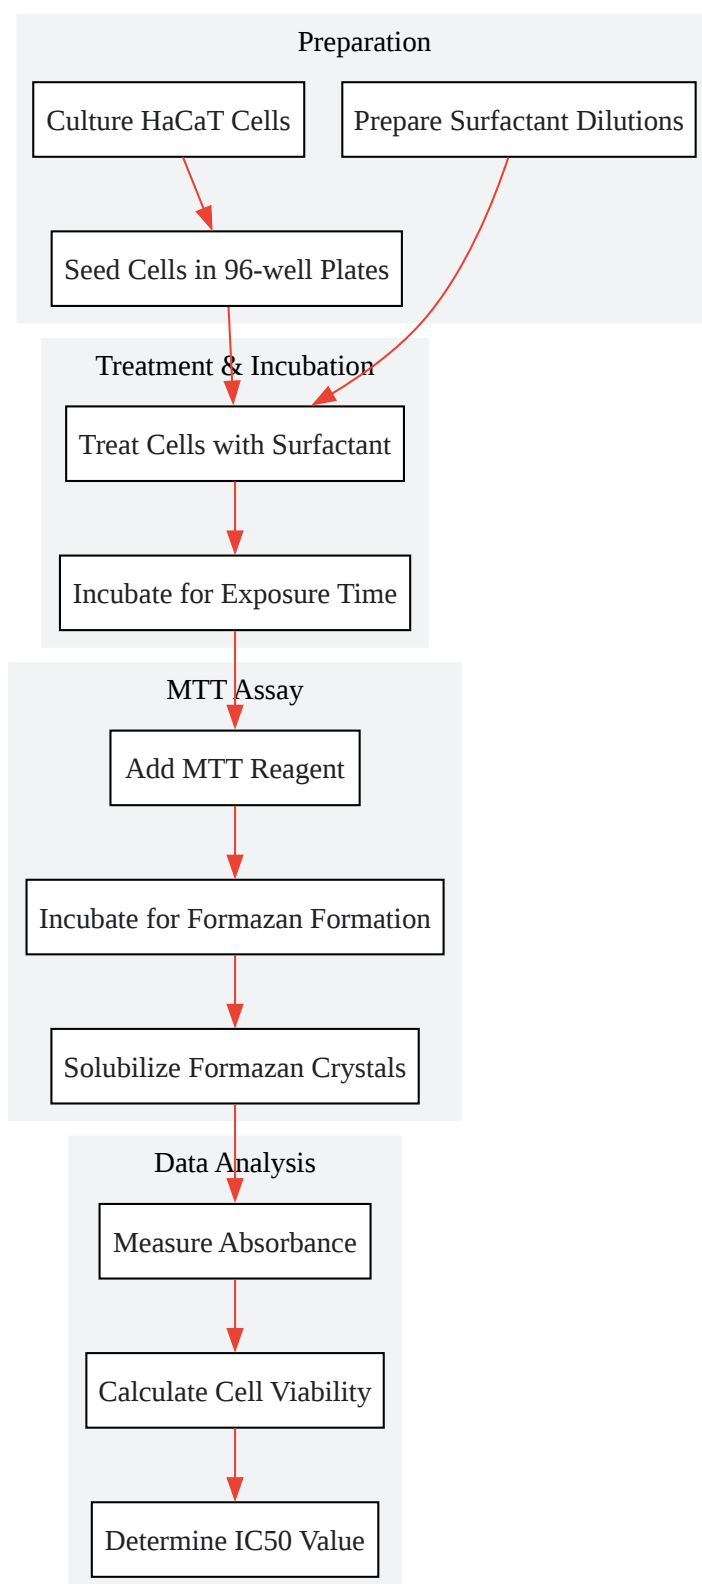 Preparation
Culture HaCaT Cells
Prepare Surfactant Dilutions
Seed Cells in 96-well Plates
Treatment & Incubation
Treat Cells with Surfactant
Incubate for Exposure Time
MTT Assay
Add MTT Reagent
Incubate for Formazan Formation
Solubilize Formazan Crystals
Data Analysis
Measure Absorbance
Calculate Cell Viability
Determine IC50 Value